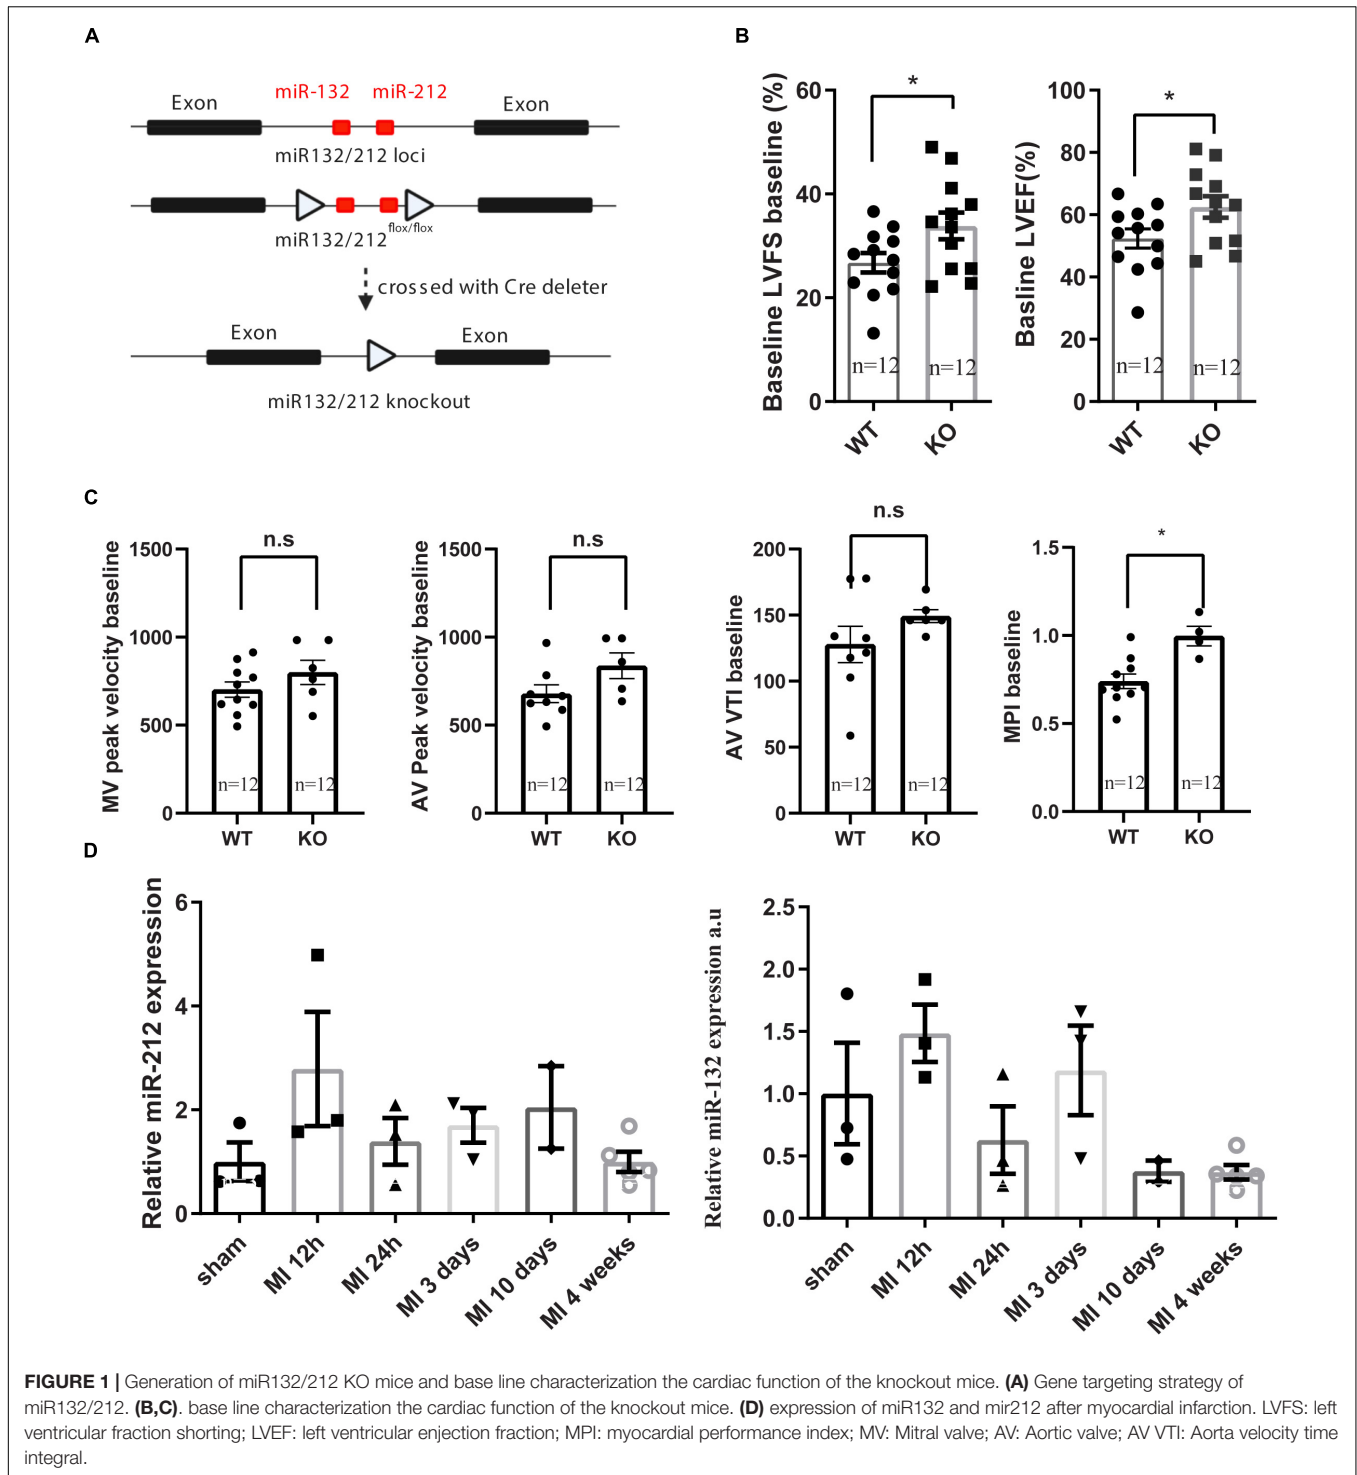 A
miR-132 miR-212
Exon Exon
miR132/212 loci
miR132/212 flox/flox
crossed with Cre deleter
Exon Exon
miR132/212 knockout
B
Baseline LVFS baseline (%)
60
40
20
0
*
n=12 n=12
WT KO
Basline LVEF(%)
100
80
60
40
20
0
*
n=12 n=12
WT KO
C
MV peak velocity baseline
1500
1000
500
0
n.s
n=12 n=12
WT KO
AV Peak velocity baseline
1500
1000
500
0
n.s
n=12 n=12
WT KO
AV VTI baseline
200
150
100
50
0
n.s
n=12 n=12
WT KO
MPI baseline
1.5
1.0
0.5
0.0
*
n=12 n=12
WT KO
D
Relative miR-212 expression
6
4
2
0
sham MI 12h MI 24h MI 3 days MI 10 days MI 4 weeks
Relative miR-132 expression a.u
2.5
2.0
1.5
1.0
0.5
0.0
sham MI 12h MI 24h MI 3 days MI 10 days MI 4 weeks
FIGURE 1 | Generation of miR132/212 KO mice and base line characterization the cardiac function of the knockout mice. (A) Gene targeting strategy of
miR132/212. (B,C). base line characterization the cardiac function of the knockout mice. (D) expression of miR132 and mir212 after myocardial infarction. LVFS: left
ventricular fraction shorting; LVEF: left ventricular enjection fraction; MPI: myocardial performance index; MV: Mitral valve; AV: Aortic valve; AV VTI: Aorta velocity time
integral.